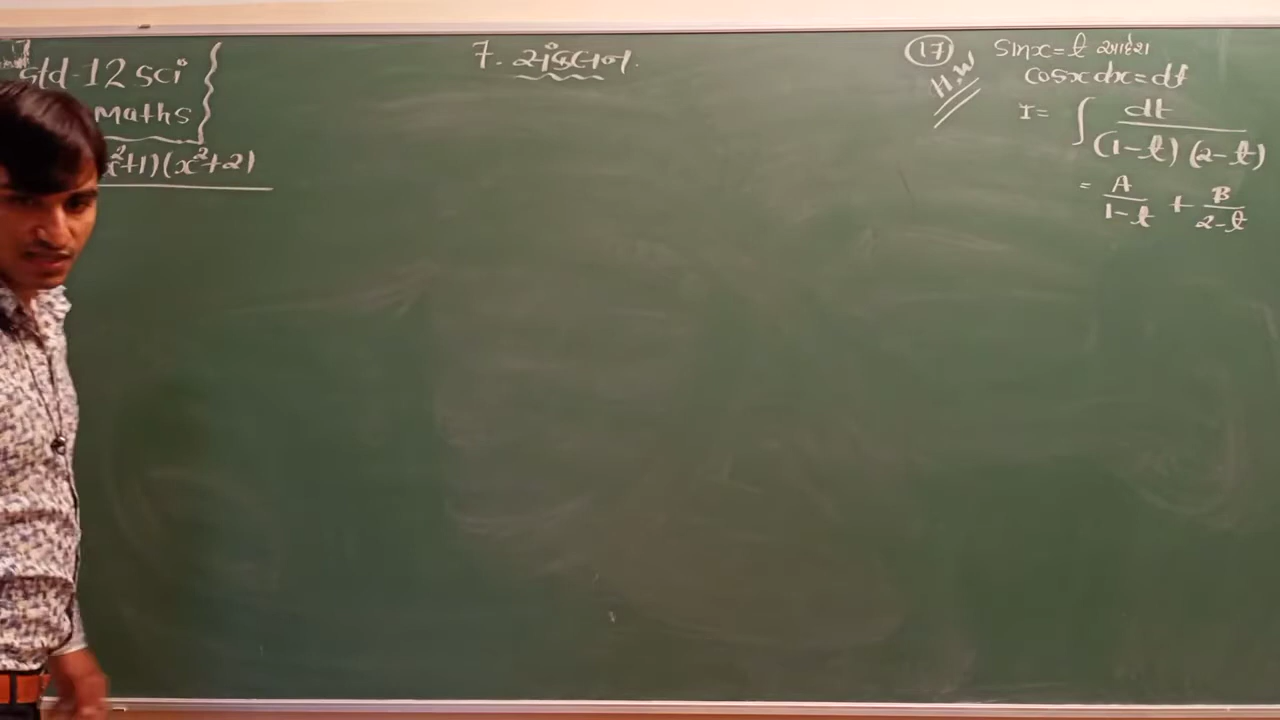 std-12 sci
Maths
x²+1)(x²+2)
7. સંકલન.
(17) sinx=t આદેશ
H.W
cosx dx=dt
I= ∫ dt / (1-t)(2-t)
= A/(1-t) + B/(2-t)